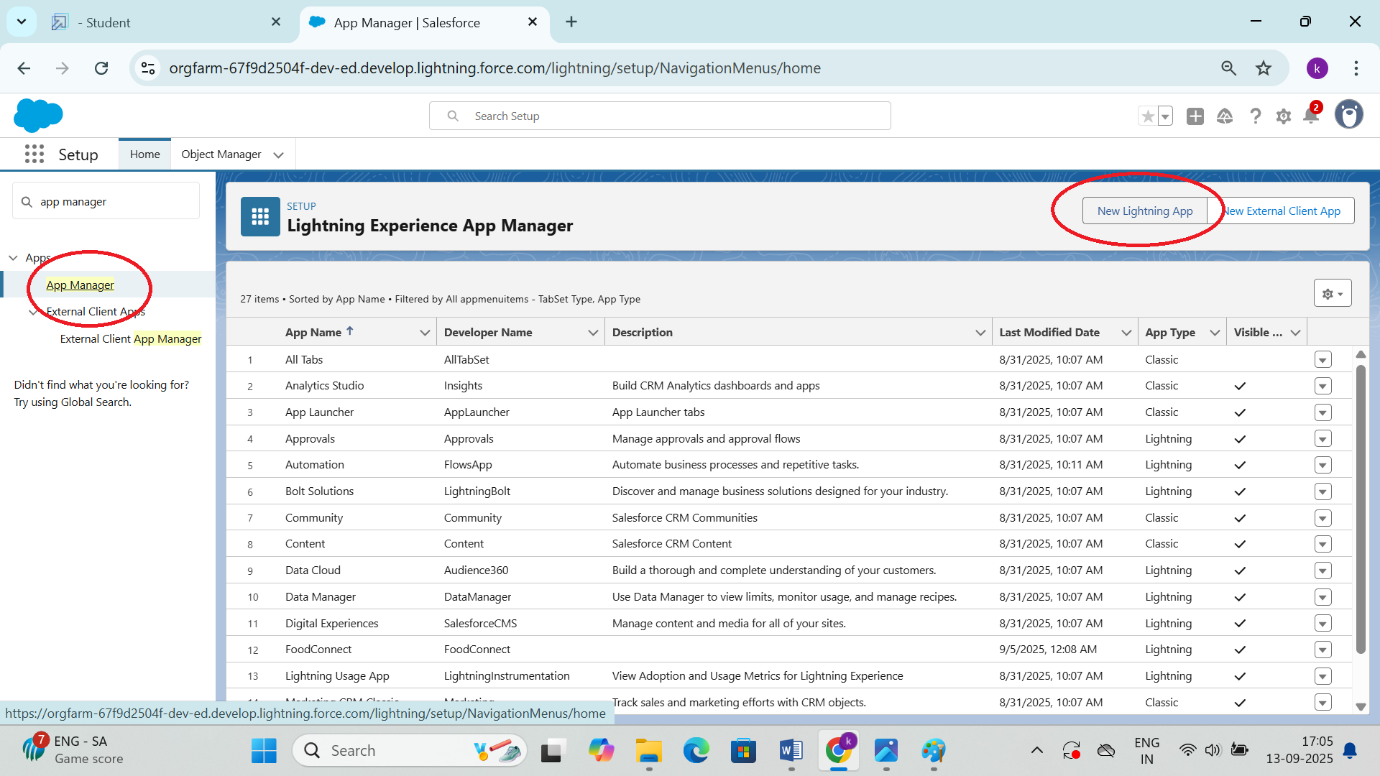 - Student
App Manager | Salesforce
orgfarm-67f9d2504f-dev-ed.develop.lightning.force.com/lightning/setup/NavigationMenus/home
k
Search Setup
2
Setup
Home
Object Manager
app manager
Apps
App Manager
External Client Apps
External Client App Manager
Didn't find what you're looking for?
Try using Global Search.
SETUP
Lightning Experience App Manager
New Lightning App
New External Client App
27 items • Sorted by App Name • Filtered by All appmenuitems - TabSet Type, App Type
App Name Developer Name Description Last Modified Date App Type Visible ...
1 All Tabs AllTabSet 8/31/2025, 10:07 AM Classic
2 Analytics Studio Insights Build CRM Analytics dashboards and apps 8/31/2025, 10:07 AM Classic
3 App Launcher AppLauncher App Launcher tabs 8/31/2025, 10:07 AM Classic
4 Approvals Approvals Manage approvals and approval flows 8/31/2025, 10:07 AM Lightning
5 Automation FlowsApp Automate business processes and repetitive tasks. 8/31/2025, 10:11 AM Lightning
6 Bolt Solutions LightningBolt Discover and manage business solutions designed for your industry. 8/31/2025, 10:07 AM Lightning
7 Community Community Salesforce CRM Communities 8/31/2025, 10:07 AM Classic
8 Content Content Salesforce CRM Content 8/31/2025, 10:07 AM Classic
9 Data Cloud Audience360 Build a thorough and complete understanding of your customers. 8/31/2025, 10:07 AM Lightning
10 Data Manager DataManager Use Data Manager to view limits, monitor usage, and manage recipes. 8/31/2025, 10:07 AM Lightning
11 Digital Experiences SalesforceCMS Manage content and media for all of your sites. 8/31/2025, 10:07 AM Lightning
12 FoodConnect FoodConnect 9/5/2025, 12:08 AM Lightning
13 Lightning Usage App LightningInstrumentation View Adoption and Usage Metrics for Lightning Experience 8/31/2025, 10:07 AM Lightning
14 Marketing CRM Classic Marketing Track sales and marketing efforts with CRM objects. 8/31/2025, 10:07 AM Classic
https://orgfarm-67f9d2504f-dev-ed.develop.lightning.force.com/lightning/setup/NavigationMenus/home
7
ENG - SA
Game score
Search
k
ENG
IN
17:05
13-09-2025